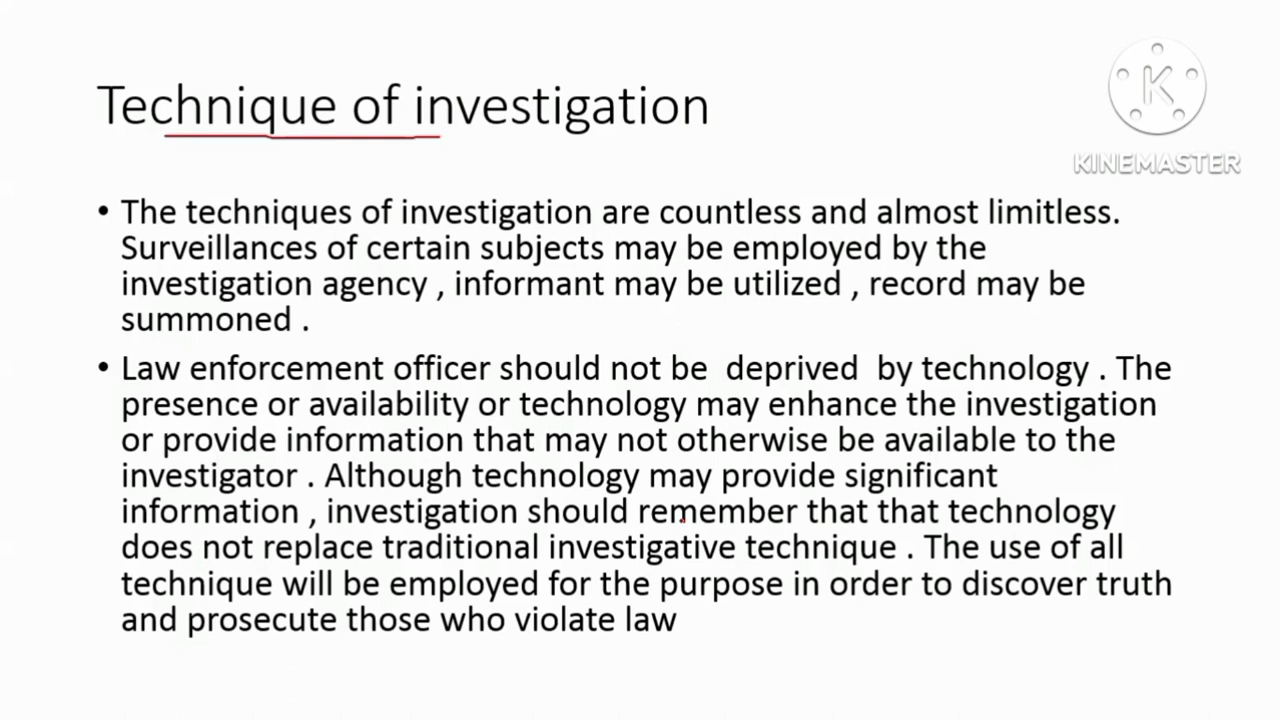 Technique of investigation
K
KINEMASTER
• The techniques of investigation are countless and almost limitless.
Surveillances of certain subjects may be employed by the
investigation agency , informant may be utilized , record may be
summoned .
• Law enforcement officer should not be deprived by technology . The
presence or availability or technology may enhance the investigation
or provide information that may not otherwise be available to the
investigator . Although technology may provide significant
information , investigation should remember that that technology
does not replace traditional investigative technique . The use of all
technique will be employed for the purpose in order to discover truth
and prosecute those who violate law